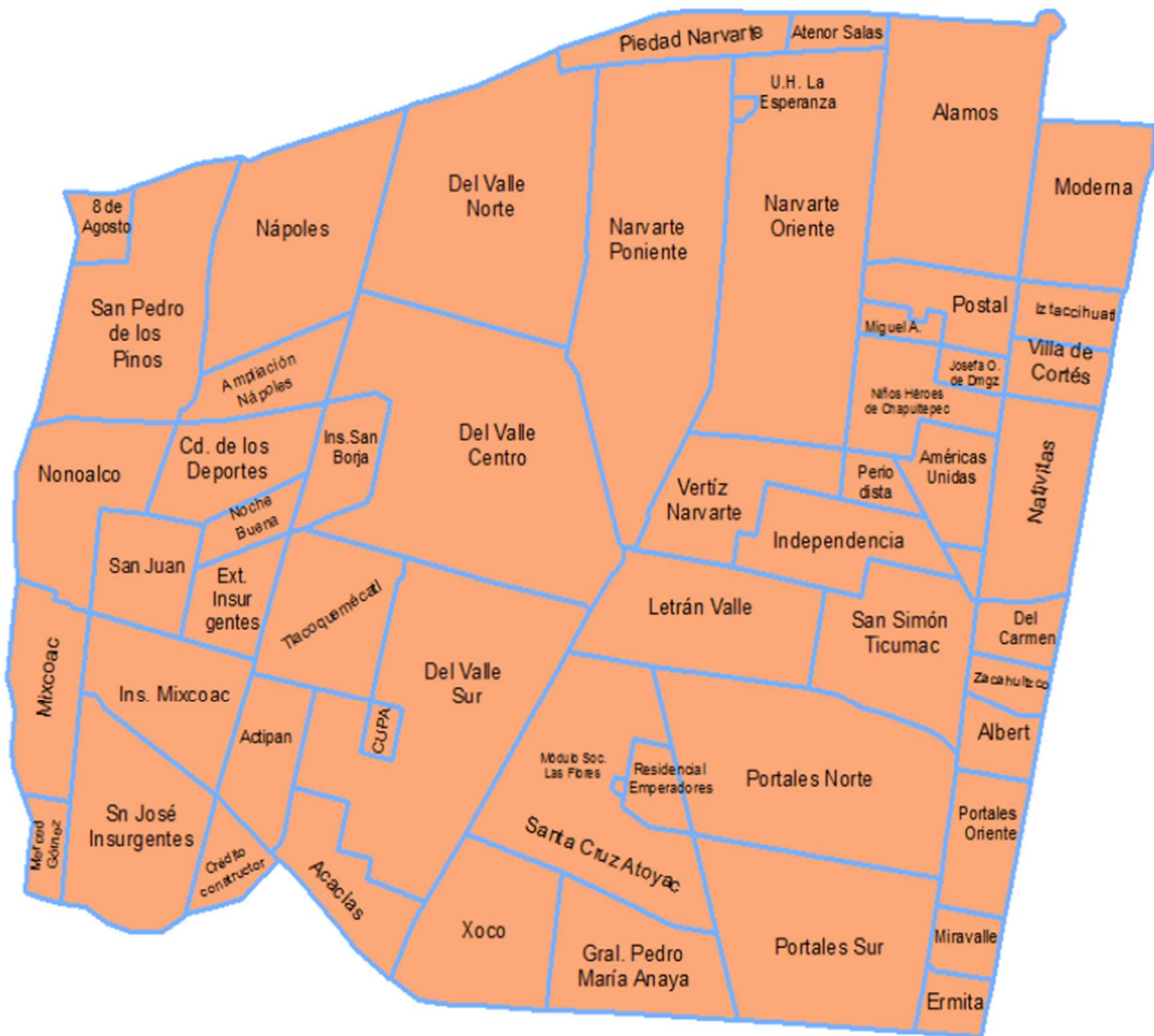 Piedad Narvarte
Atenor Salas
U.H. La
Esperanza
Alamos
Moderna
8 de
Agosto
Nápoles
Del Valle
Norte
Narvarte
Poniente
Narvarte
Oriente
San Pedro
de los
Pinos
Postal
Iztaccihuatl
Miguel A.
Villa de
Cortés
Josefa O.
de Dmgz
Ampliación
Nápoles
Niños Héroes
de Chapultepec
Nonoalco
Cd. de los
Deportes
Ins.San
Borja
Del Valle
Centro
Américas
Unidas
Perio
dista
Nativitas
Vertíz
Narvarte
Noche
Buena
Independencia
San Juan
Ext.
Insur
gentes
Tlacoquemécatl
Letrán Valle
San Simón
Ticumac
Del
Carmen
Mixcoac
Ins. Mixcoac
Del Valle
Sur
Zacahuitzco
Actipan
CUPA
Albert
Módulo Soc.
Las Flores
Residencial
Emperadores
Portales Norte
Sn José
Insurgentes
Portales
Oriente
Merced
Gómez
Crédito
constructor
Acacías
Santa Cruz Atoyac
Xoco
Gral. Pedro
María Anaya
Portales Sur
Miravalle
Ermita